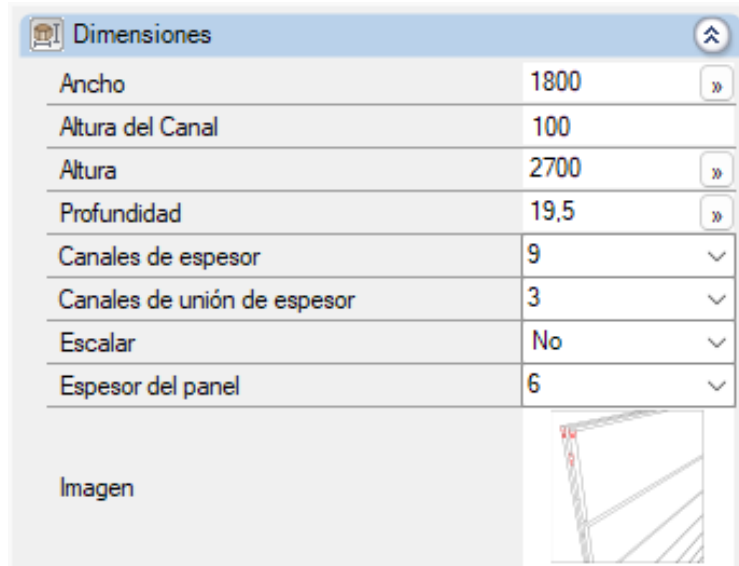 Dimensiones
Ancho 1800 »
Altura del Canal 100
Altura 2700 »
Profundidad 19,5 »
Canales de espesor 9
Canales de unión de espesor 3
Escalar No
Espesor del panel 6
Imagen